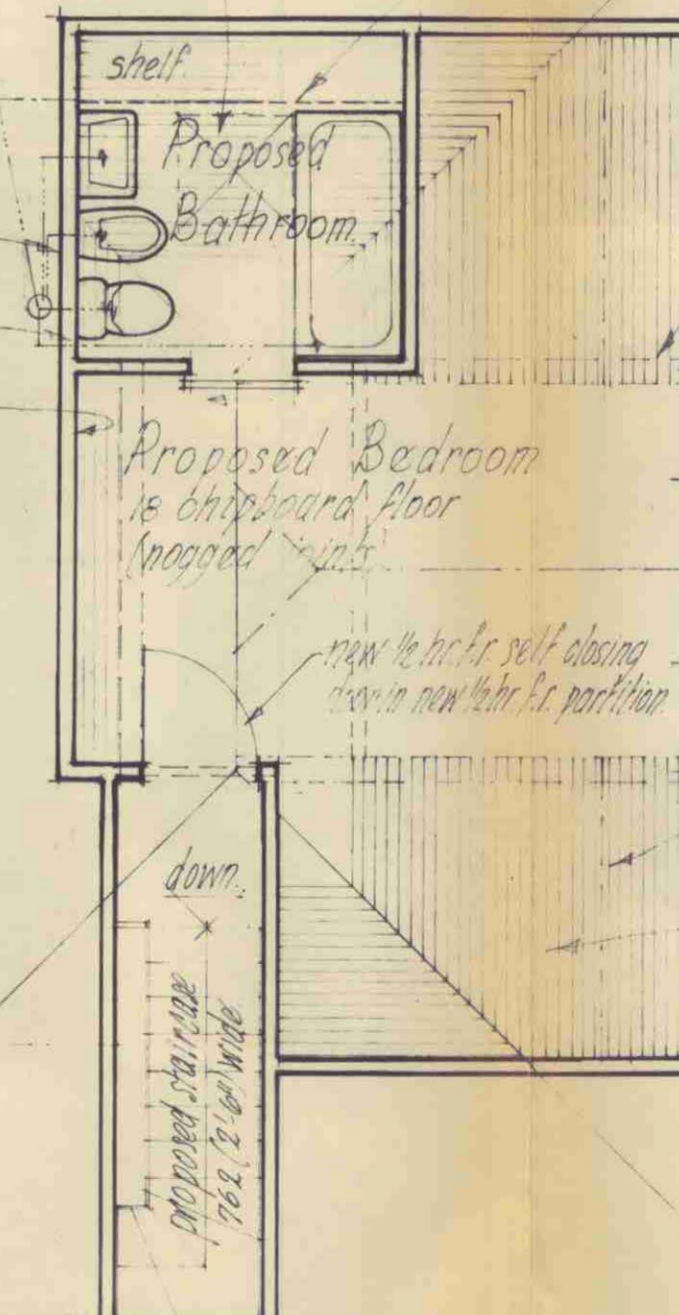 shelf.
Proposed
Bathroom.
Proposed Bedroom
18 chipboard floor
(nogged joints)
new ½ hr. f.r. self closing
door in new ½ hr. f.r. partition.
down.
proposed staircase
762 (2'-6") wide.